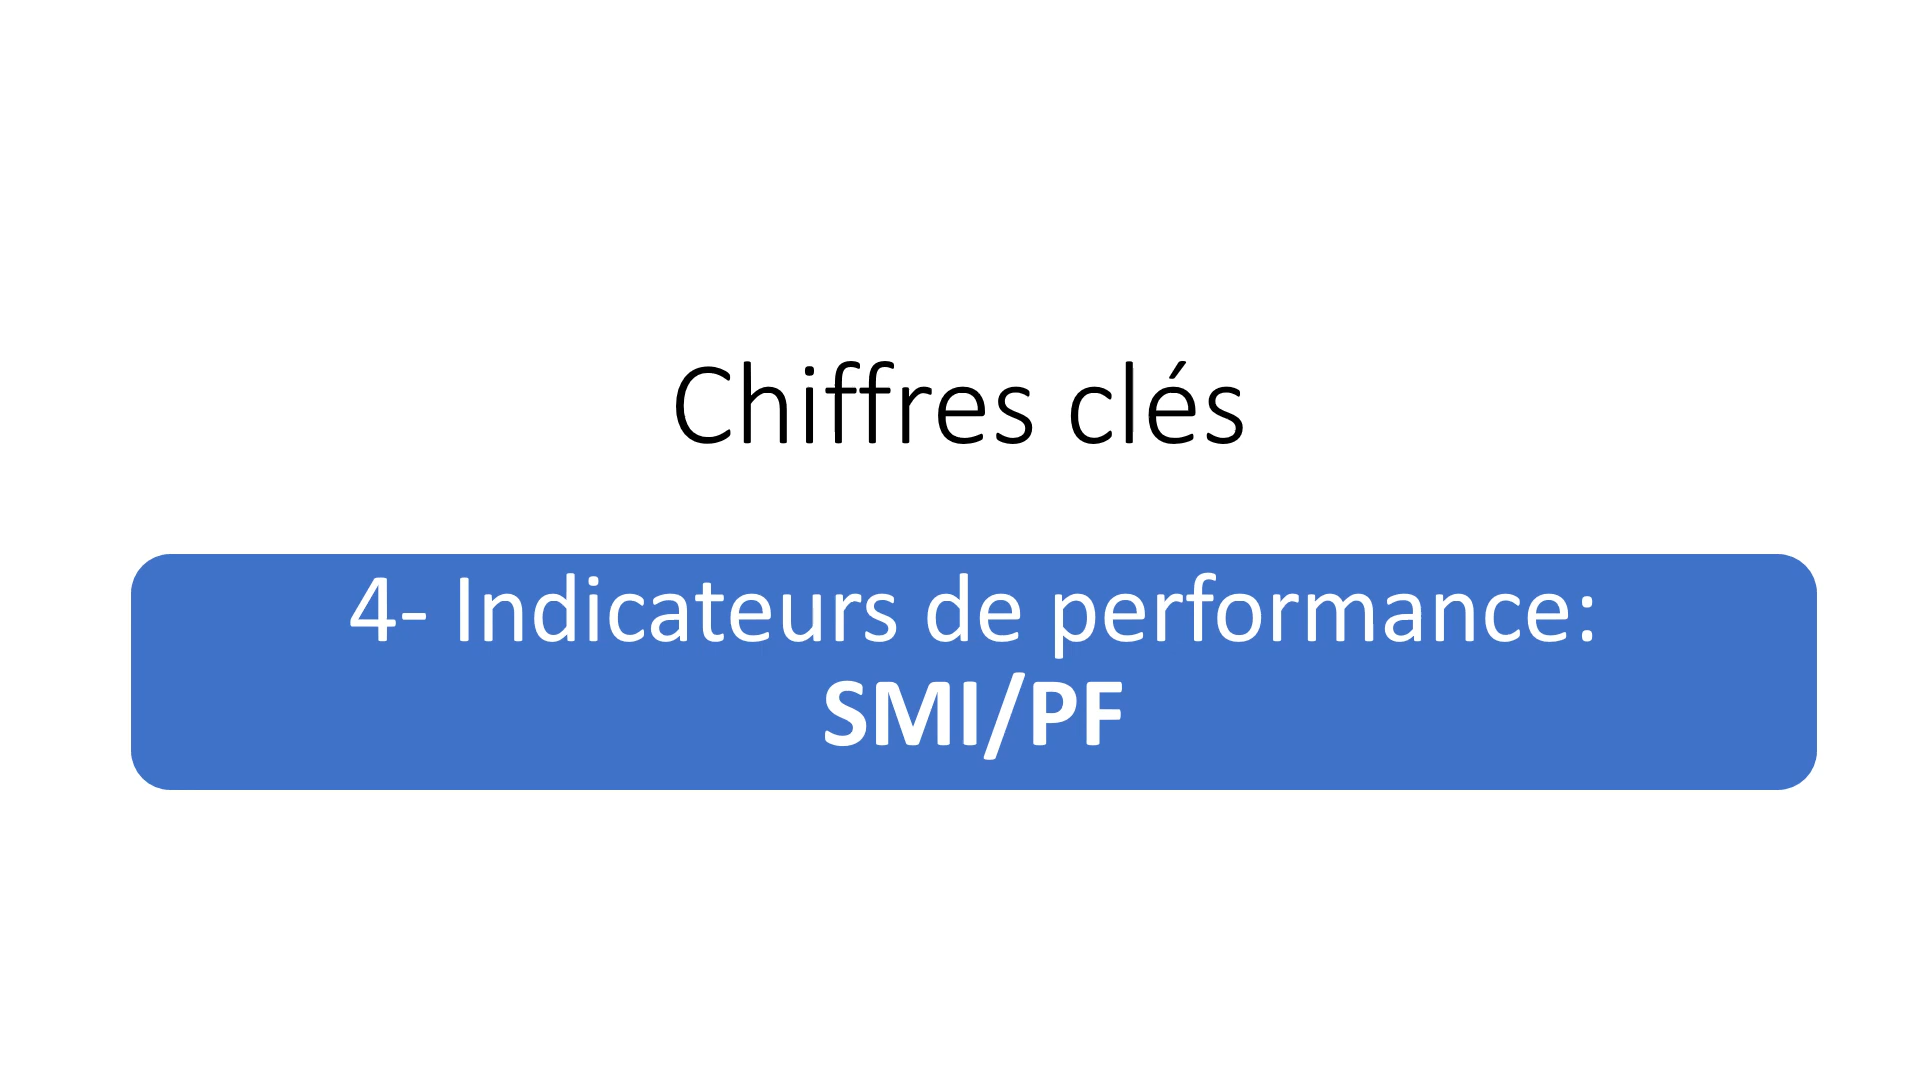 Chiffres clés
4- Indicateurs de performance:
SMI/PF